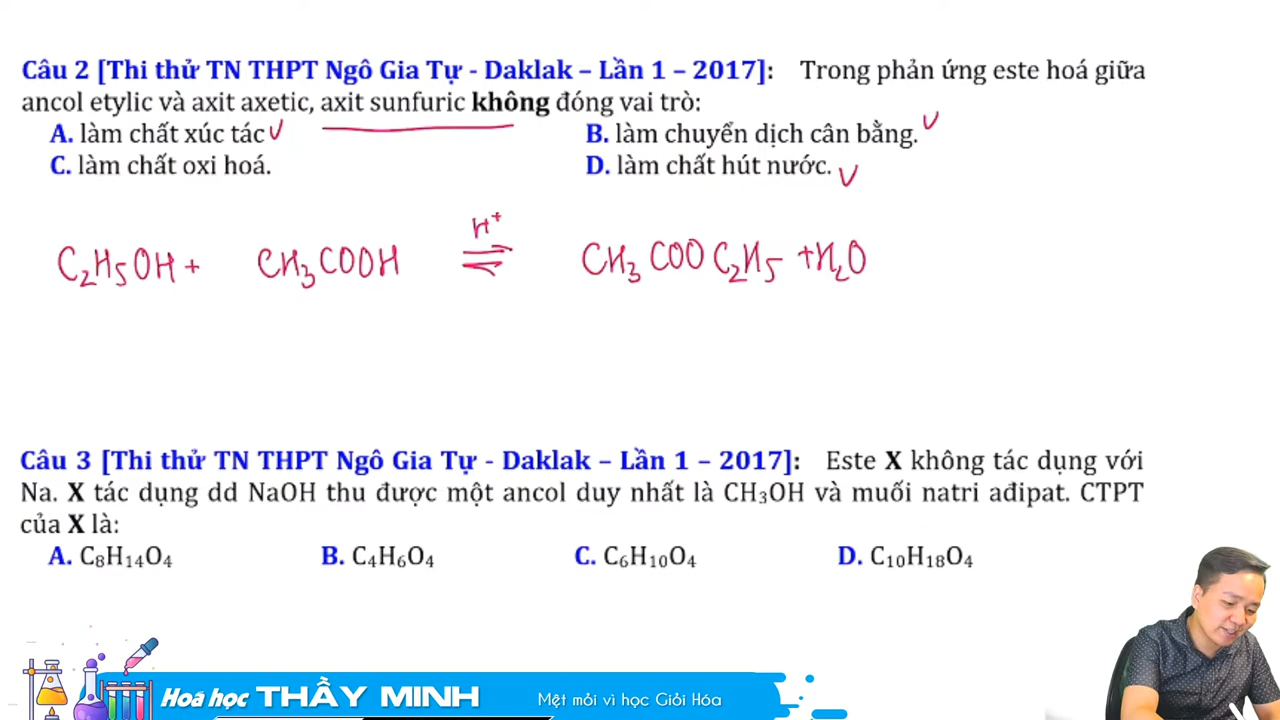 Câu 2 [Thi thử TN THPT Ngô Gia Tự - Daklak – Lần 1 – 2017]: Trong phản ứng este hoá giữa
ancol etylic và axit axetic, axit sunfuric không đóng vai trò:
A. làm chất xúc tác B. làm chuyển dịch cân bằng.
C. làm chất oxi hoá. D. làm chất hút nước.
H⁺
C₂H₅OH + CH₃COOH ⇌ CH₃COOC₂H₅ + H₂O
Câu 3 [Thi thử TN THPT Ngô Gia Tự - Daklak – Lần 1 – 2017]: Este X không tác dụng với
Na. X tác dụng dd NaOH thu được một ancol duy nhất là CH₃OH và muối natri ađipat. CTPT
của X là:
A. C₈H₁₄O₄ B. C₄H₆O₄ C. C₆H₁₀O₄ D. C₁₀H₁₈O₄
Hoá học THẦY MINH Mệt mỏi vì học Giỏi Hóa